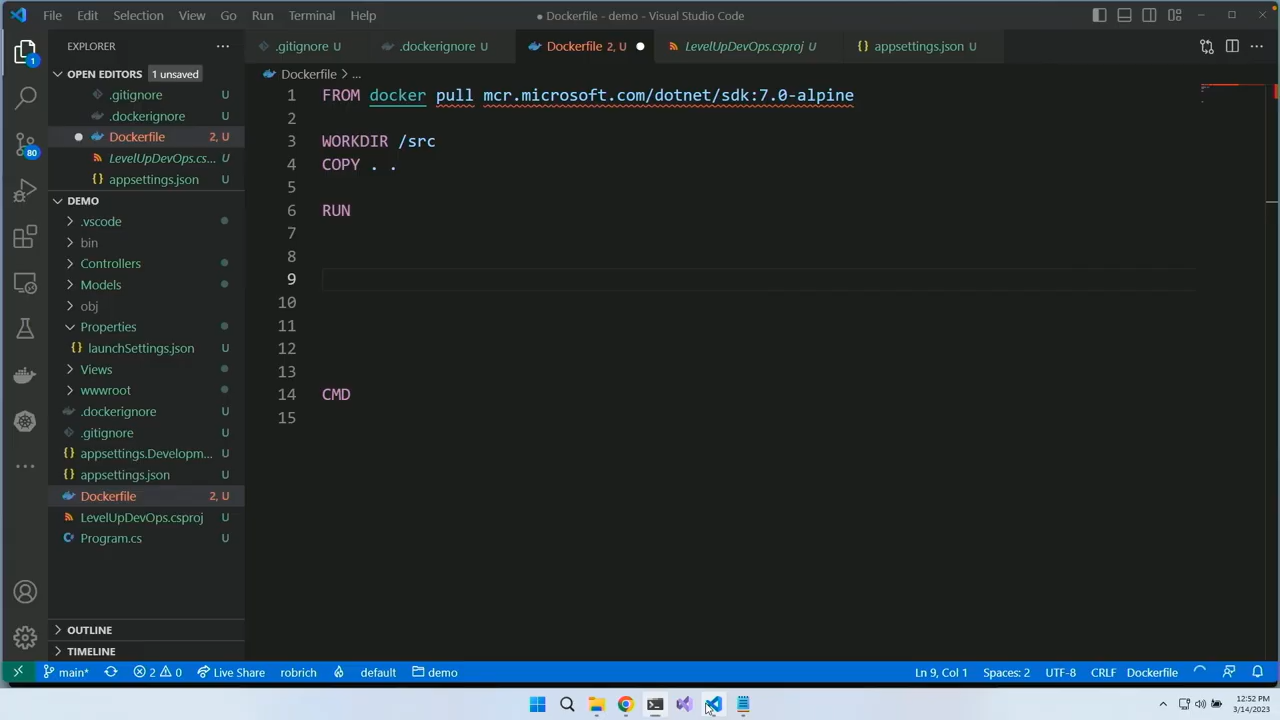 File Edit Selection View Go Run Terminal Help
● Dockerfile - demo - Visual Studio Code
EXPLORER
.gitignore U
.dockerignore U
Dockerfile 2, U
LevelUpDevOps.csproj U
appsettings.json U
OPEN EDITORS 1 unsaved
.gitignore U
.dockerignore U
Dockerfile 2, U
LevelUpDevOps.cs... U
appsettings.json U
DEMO
.vscode
bin
Controllers
Models
obj
Properties
launchSettings.json U
Views
wwwroot
.dockerignore U
.gitignore U
appsettings.Developm... U
appsettings.json U
Dockerfile 2, U
LevelUpDevOps.csproj U
Program.cs U
OUTLINE
TIMELINE
1
80
Dockerfile > ...
1 FROM docker pull mcr.microsoft.com/dotnet/sdk:7.0-alpine
2
3 WORKDIR /src
4 COPY . .
5
6 RUN
7
8
9
10
11
12
13
14 CMD
15
main* 2 0 Live Share robrich default demo
Ln 9, Col 1 Spaces: 2 UTF-8 CRLF Dockerfile
12:52 PM
3/14/2023